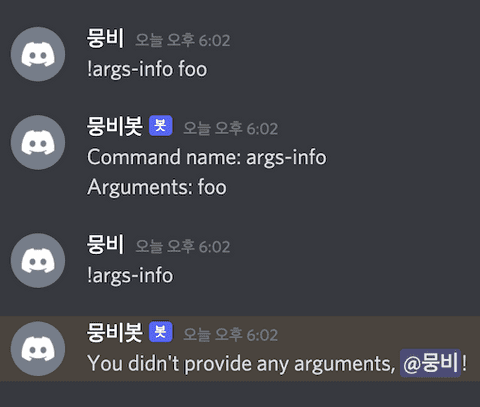 뭉비 오늘 오후 6:02
!args-info foo
뭉비봇 봇 오늘 오후 6:02
Command name: args-info
Arguments: foo
뭉비 오늘 오후 6:02
!args-info
뭉비봇 봇 오늘 오후 6:02
You didn't provide any arguments, @뭉비!